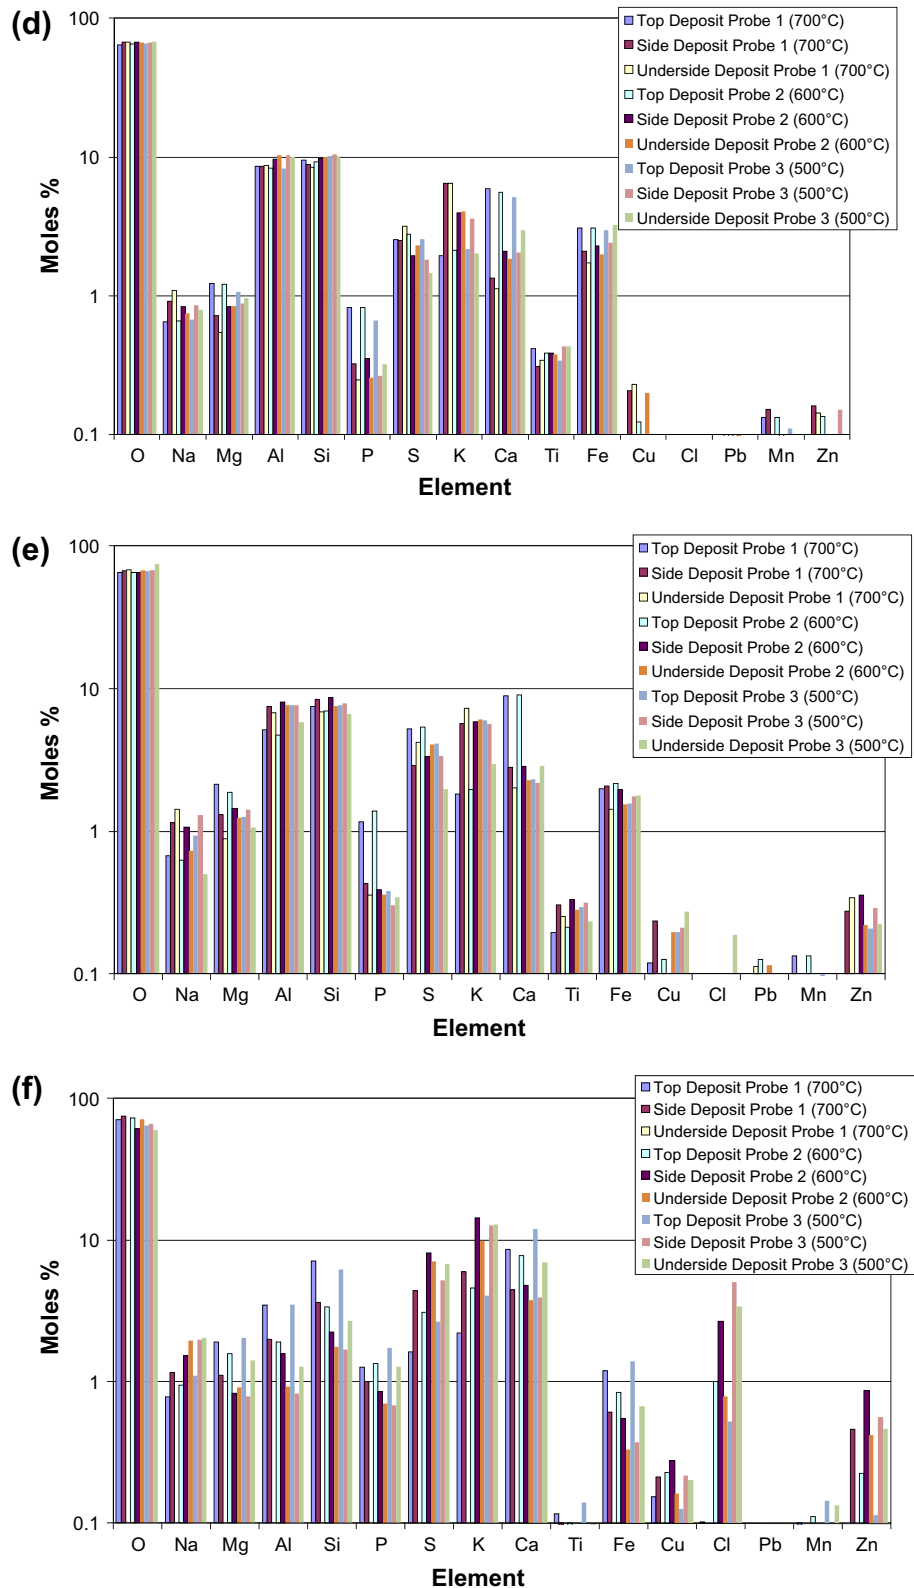 (d)
100
10
1
0.1
Moles %
O Na Mg Al Si P S K Ca Ti Fe Cu Cl Pb Mn Zn
Element
Top Deposit Probe 1 (700°C)
Side Deposit Probe 1 (700°C)
Underside Deposit Probe 1 (700°C)
Top Deposit Probe 2 (600°C)
Side Deposit Probe 2 (600°C)
Underside Deposit Probe 2 (600°C)
Top Deposit Probe 3 (500°C)
Side Deposit Probe 3 (500°C)
Underside Deposit Probe 3 (500°C)
(e)
100
10
1
0.1
Moles %
O Na Mg Al Si P S K Ca Ti Fe Cu Cl Pb Mn Zn
Element
Top Deposit Probe 1 (700°C)
Side Deposit Probe 1 (700°C)
Underside Deposit Probe 1 (700°C)
Top Deposit Probe 2 (600°C)
Side Deposit Probe 2 (600°C)
Underside Deposit Probe 2 (600°C)
Top Deposit Probe 3 (500°C)
Side Deposit Probe 3 (500°C)
Underside Deposit Probe 3 (500°C)
(f)
100
10
1
0.1
Moles %
O Na Mg Al Si P S K Ca Ti Fe Cu Cl Pb Mn Zn
Element
Top Deposit Probe 1 (700°C)
Side Deposit Probe 1 (700°C)
Underside Deposit Probe 1 (700°C)
Top Deposit Probe 2 (600°C)
Side Deposit Probe 2 (600°C)
Underside Deposit Probe 2 (600°C)
Top Deposit Probe 3 (500°C)
Side Deposit Probe 3 (500°C)
Underside Deposit Probe 3 (500°C)